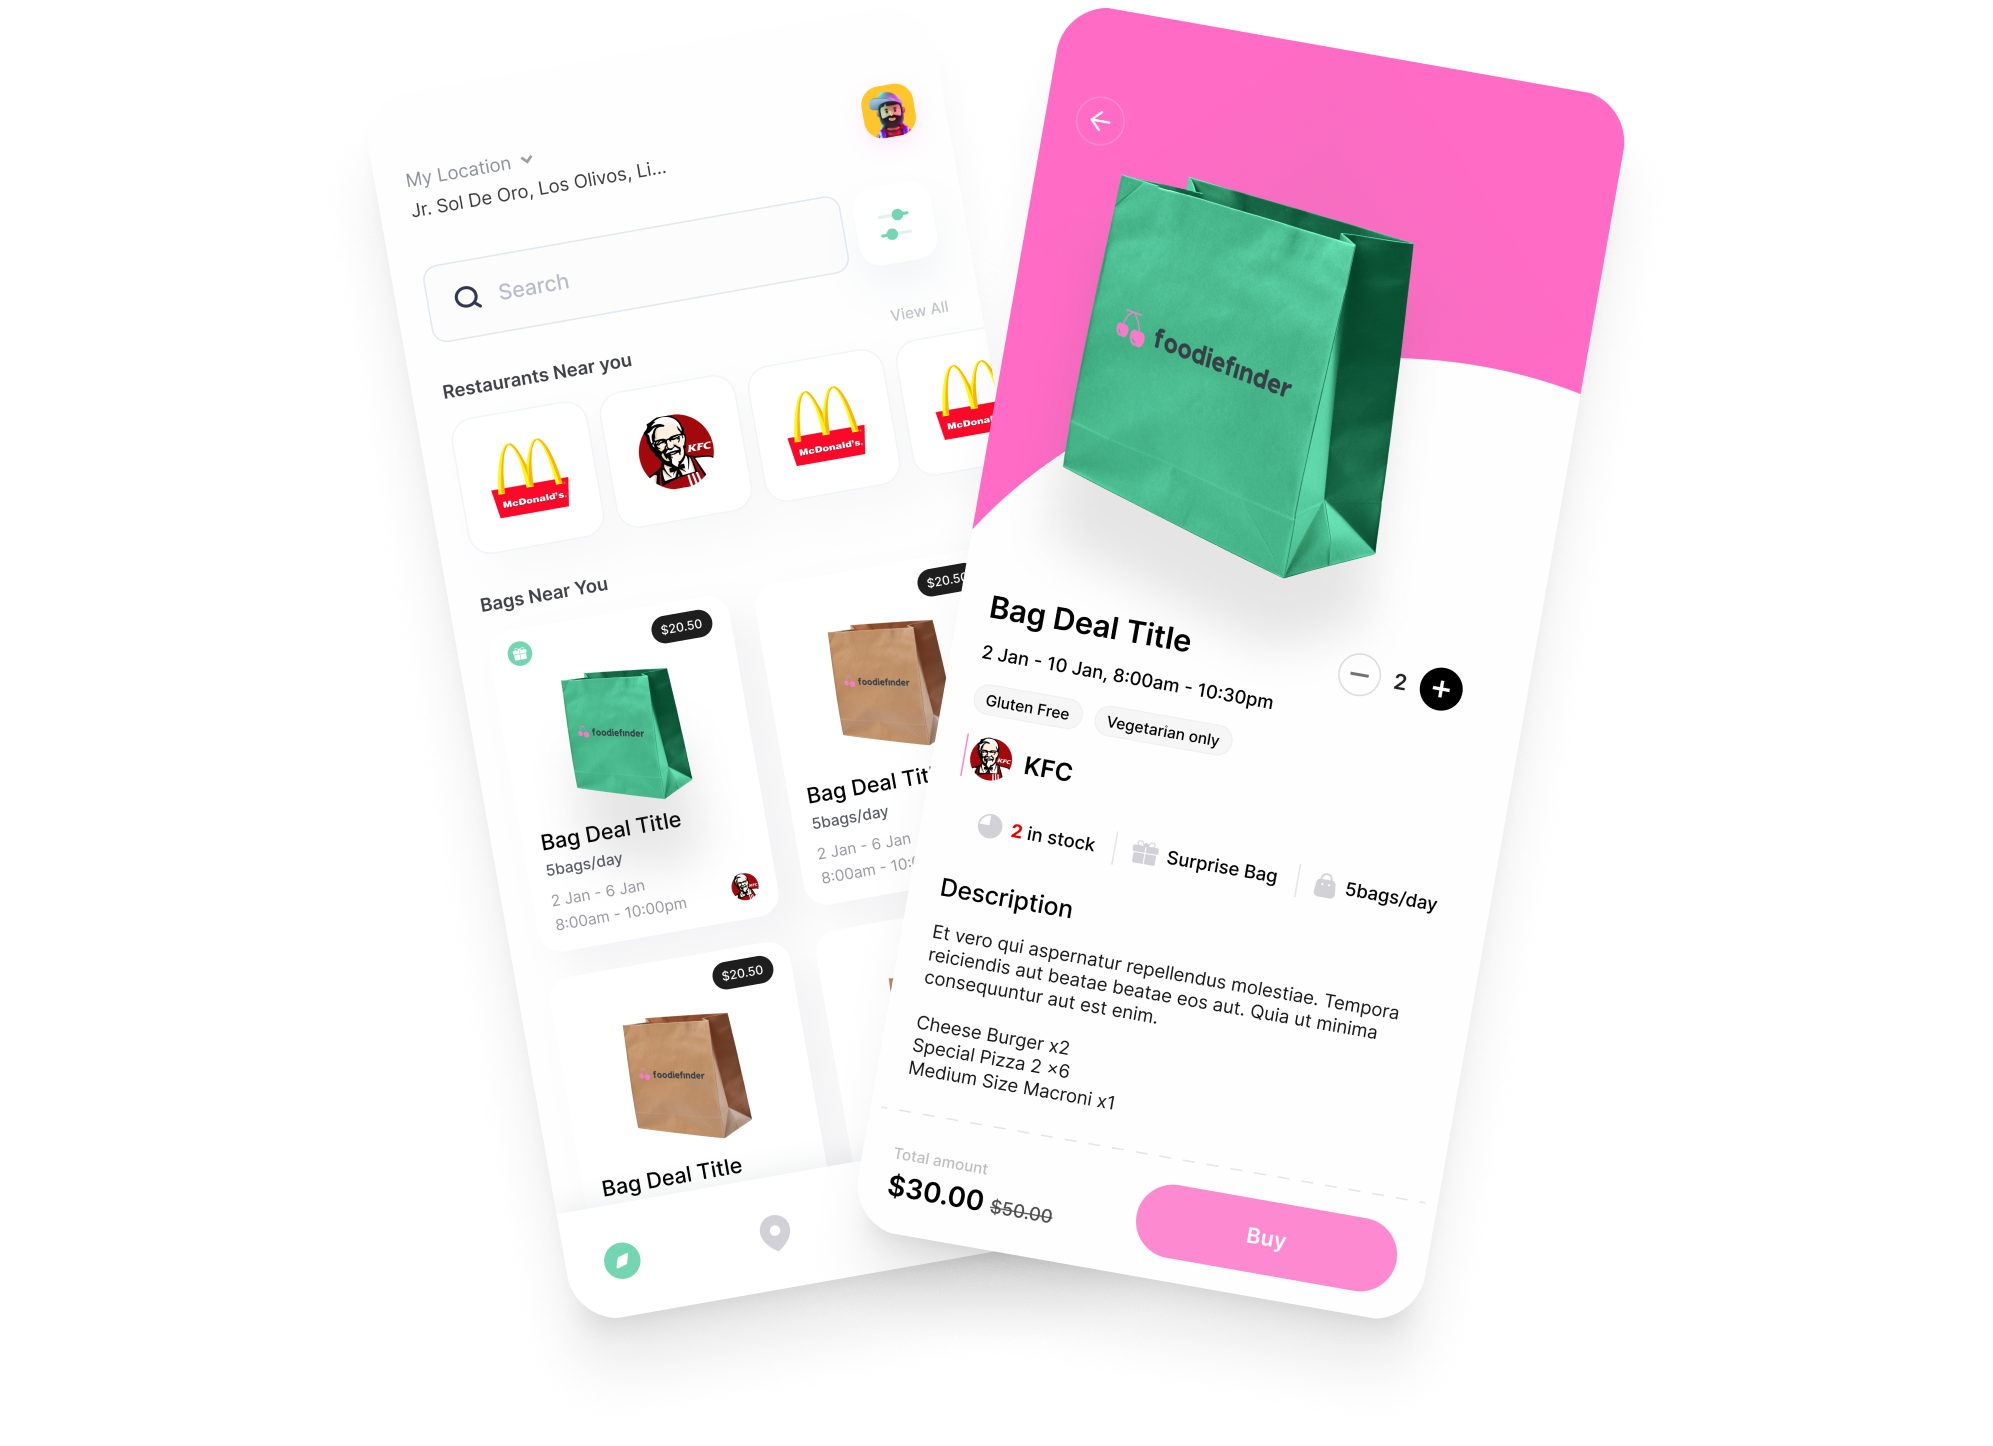 My Location
Jr. Sol De Oro, Los Olivos, Li...
Search
View All
Restaurants Near you
McDonald's.
KFC
McDonald's.
Bags Near You
$20.50
foodiefinder
Bag Deal Title
5bags/day
2 Jan - 6 Jan
8:00am - 10:00pm
KFC
$20.50
foodiefinder
Bag Deal Tit
5bags/day
2 Jan - 6 Jan
8:00am - 10:
$20.50
foodiefinder
Bag Deal Title
foodiefinder
Bag Deal Title
2 Jan - 10 Jan, 8:00am - 10:30pm
2
Gluten Free
Vegetarian only
KFC
KFC
2 in stock
Surprise Bag
5bags/day
Description
Et vero qui aspernatur repellendus molestiae. Tempora
reiciendis aut beatae beatae eos aut. Quia ut minima
consequuntur aut est enim.
Cheese Burger x2
Special Pizza 2 ×6
Medium Size Macroni x1
Total amount
$30.00 $50.00
Buy